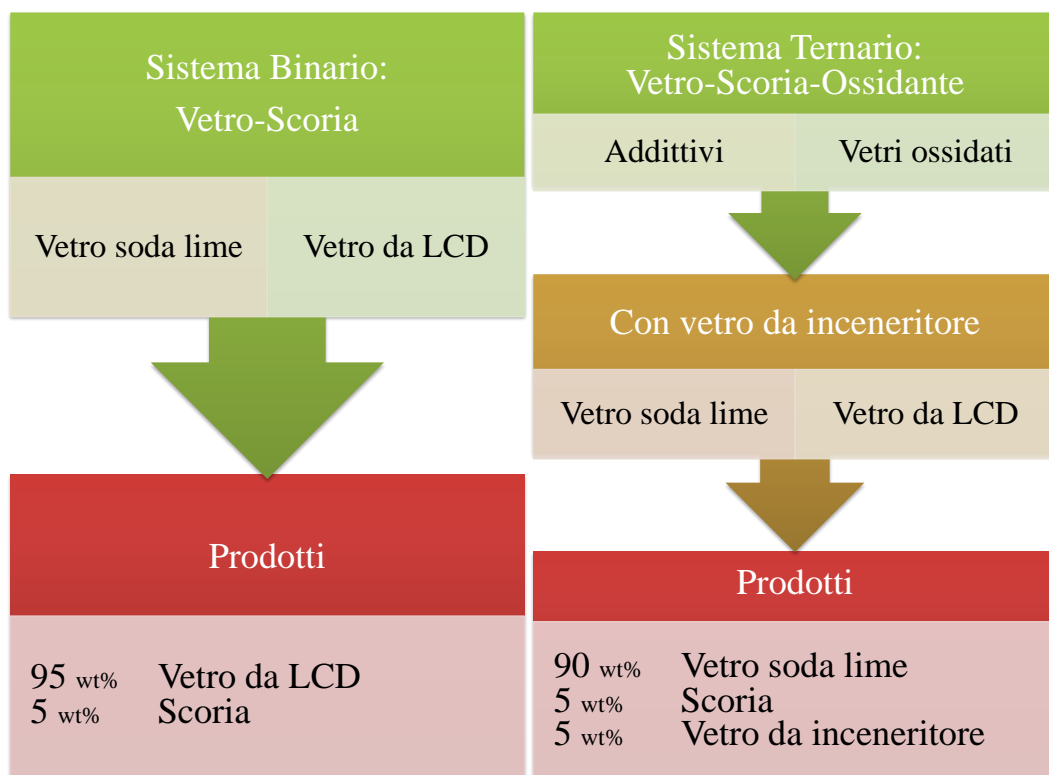 Sistema Binario:
Vetro-Scoria
Vetro soda lime
Vetro da LCD
Prodotti
95 wt% Vetro da LCD
5 wt% Scoria
Sistema Ternario:
Vetro-Scoria-Ossidante
Addittivi
Vetri ossidati
Con vetro da inceneritore
Vetro soda lime
Vetro da LCD
Prodotti
90 wt% Vetro soda lime
5 wt% Scoria
5 wt% Vetro da inceneritore